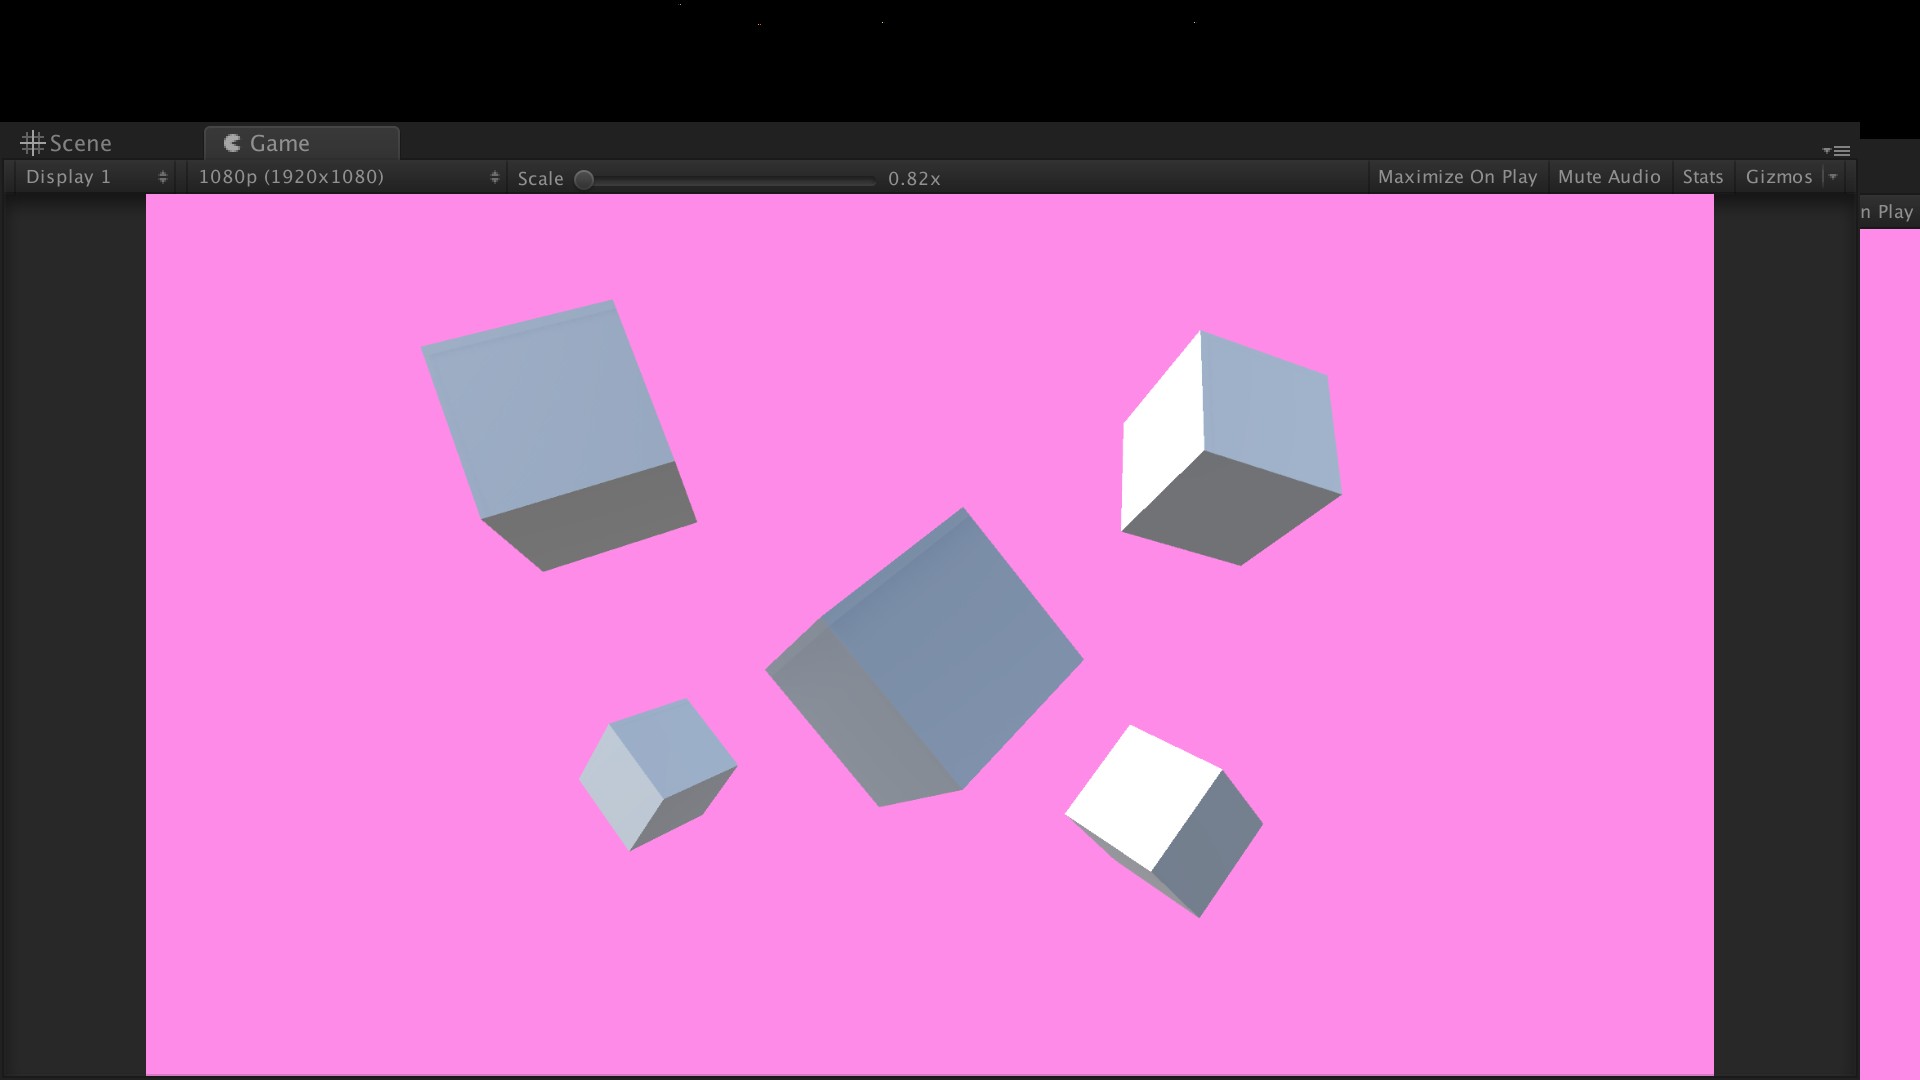 Scene
Game
Display 1
1080p (1920x1080)
Scale
0.82x
Maximize On Play
Mute Audio
Stats
Gizmos
n Play